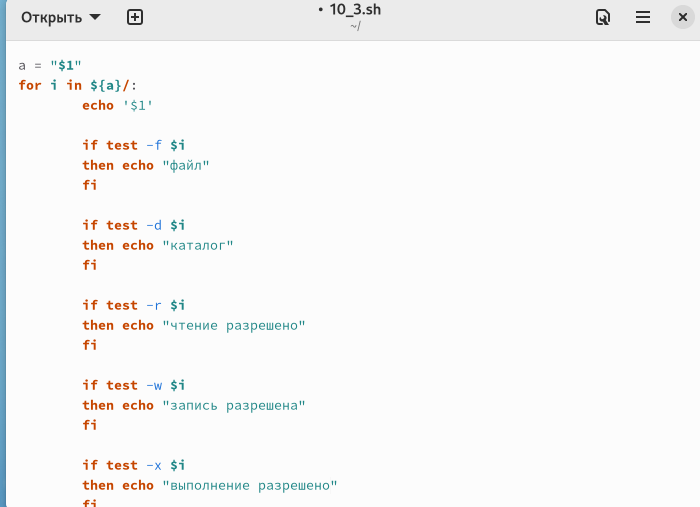 Открыть
• 10_3.sh
~/
a = "$1"
for i in ${a}/:
echo '$1'
if test -f $i
then echo "файл"
fi
if test -d $i
then echo "каталог"
fi
if test -r $i
then echo "чтение разрешено"
fi
if test -w $i
then echo "запись разрешена"
fi
if test -x $i
then echo "выполнение разрешено"
fi